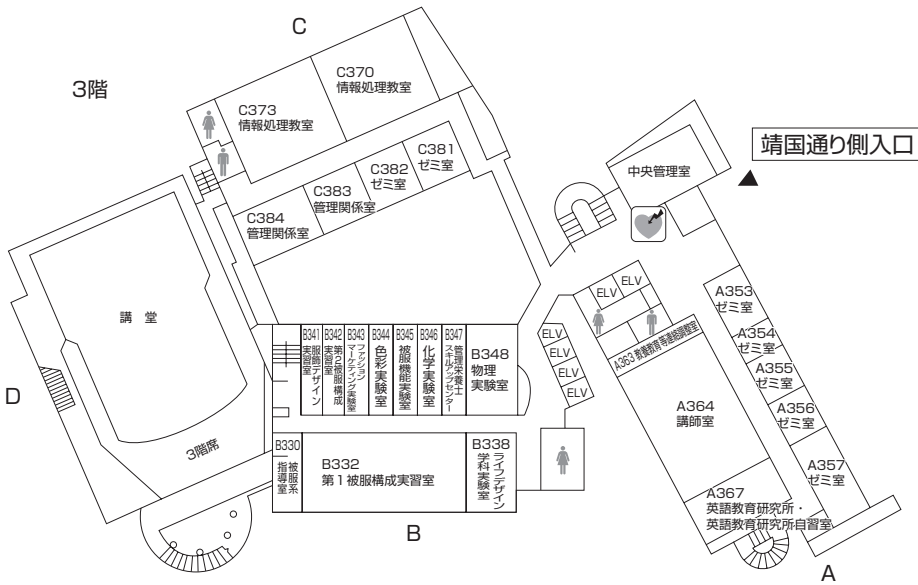 C
3階
C370
情報処理教室
C373
情報処理教室
C381
ゼミ室
C382
ゼミ室
C383
管理関係室
C384
管理関係室
靖国通り側入口
中央管理室
講 堂
D
3階席
ELV
ELV
ELV
ELV
ELV
ELV
ELV
A353
ゼミ室
A354
ゼミ室
A355
ゼミ室
A356
ゼミ室
A357
ゼミ室
A364
講師室
A367
英語教育研究所・
英語教育研究所自習室
A
B341
服飾デザイン
実習室
B342
第2被服構成
実習室
B343
ファッション
マーケティング実験室
B344
色彩実験室
B345
被服機能実験室
B346
化学実験室
B347
管理栄養士
スキルアップセンター
B348
物理
実験室
B330
被服系
指導室
B332
第1被服構成実習室
B338
ライフデザイン
学科実験室
B